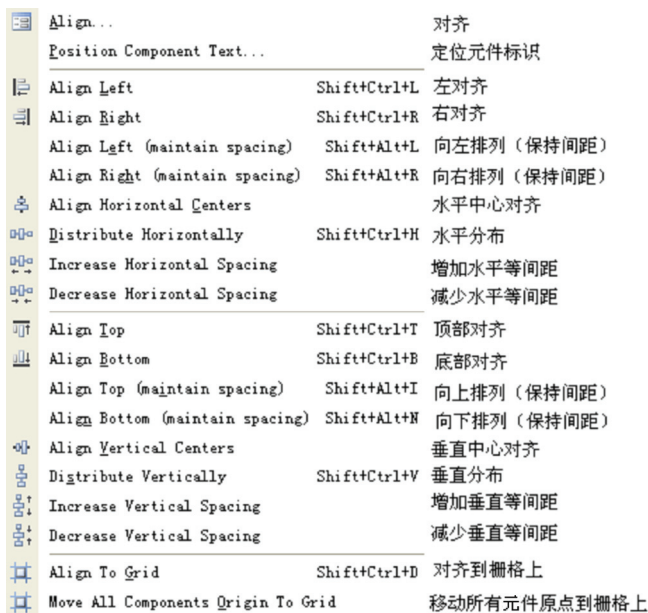 Align... 对齐
Position Component Text... 定位元件标识
Align Left Shift+Ctrl+L 左对齐
Align Right Shift+Ctrl+R 右对齐
Align Left (maintain spacing) Shift+Alt+L 向左排列（保持间距）
Align Right (maintain spacing) Shift+Alt+R 向右排列（保持间距）
Align Horizontal Centers 水平中心对齐
Distribute Horizontally Shift+Ctrl+H 水平分布
Increase Horizontal Spacing 增加水平等间距
Decrease Horizontal Spacing 减少水平等间距
Align Top Shift+Ctrl+T 顶部对齐
Align Bottom Shift+Ctrl+B 底部对齐
Align Top (maintain spacing) Shift+Alt+I 向上排列（保持间距）
Align Bottom (maintain spacing) Shift+Alt+N 向下排列（保持间距）
Align Vertical Centers 垂直中心对齐
Distribute Vertically Shift+Ctrl+V 垂直分布
Increase Vertical Spacing 增加垂直等间距
Decrease Vertical Spacing 减少垂直等间距
Align To Grid Shift+Ctrl+D 对齐到栅格上
Move All Components Origin To Grid 移动所有元件原点到栅格上